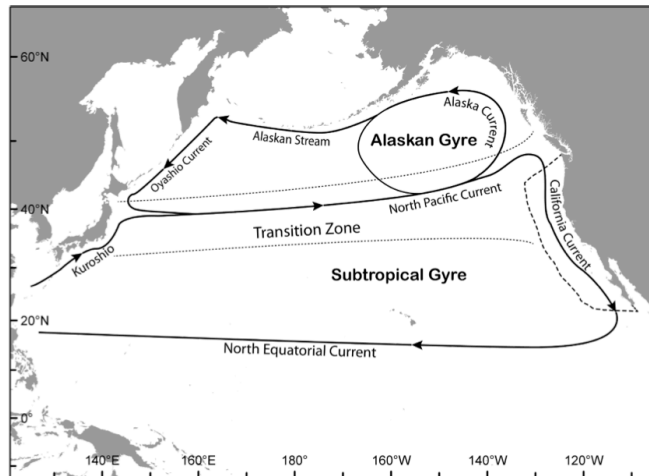 60°N
40°N
20°N
0°
140°E
160°E
180°
160°W
140°W
120°W
Alaska Current
Alaskan Gyre
Alaskan Stream
Oyashio Current
North Pacific Current
California Current
Transition Zone
Kuroshio
Subtropical Gyre
North Equatorial Current